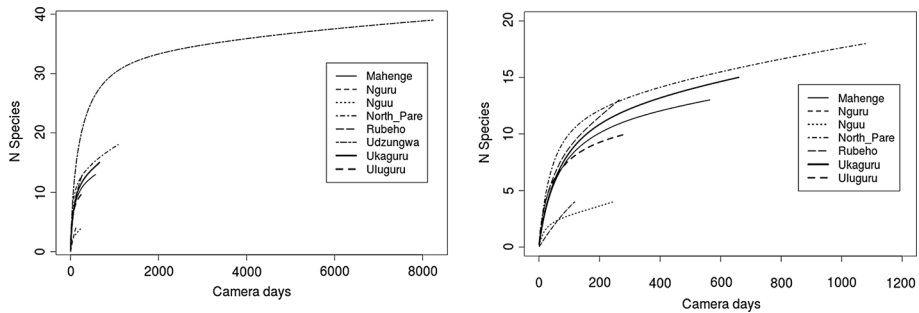 N Species
40
30
20
10
0
Mahenge
Nguru
Nguu
North_Pare
Rubeho
Udzungwa
Ukaguru
Uluguru
0 2000 4000 6000 8000
Camera days
N Species
20
15
10
5
0
Mahenge
Nguru
Nguu
North_Pare
Rubeho
Ukaguru
Uluguru
0 200 400 600 800 1000 1200
Camera days